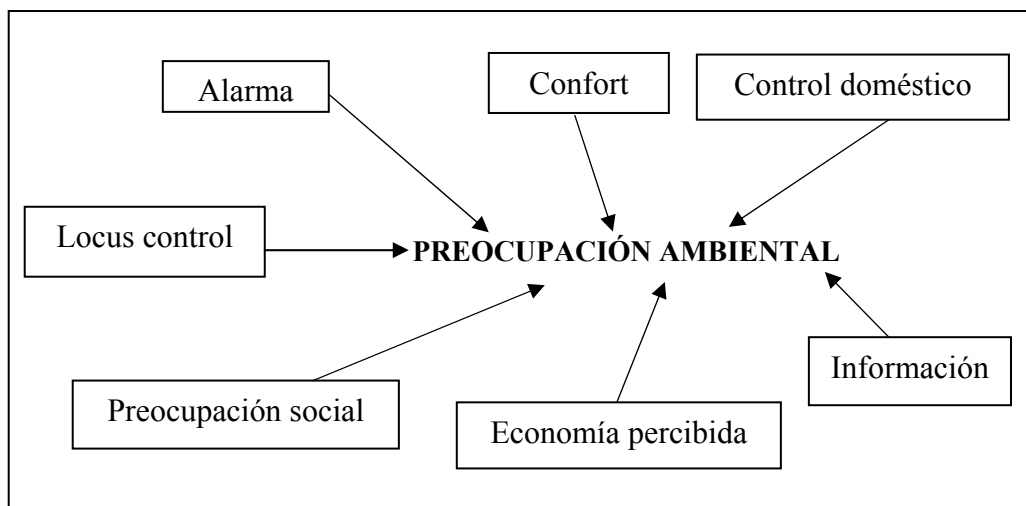 Alarma
Confort
Control doméstico
Locus control
PREOCUPACIÓN AMBIENTAL
Información
Preocupación social
Economía percibida